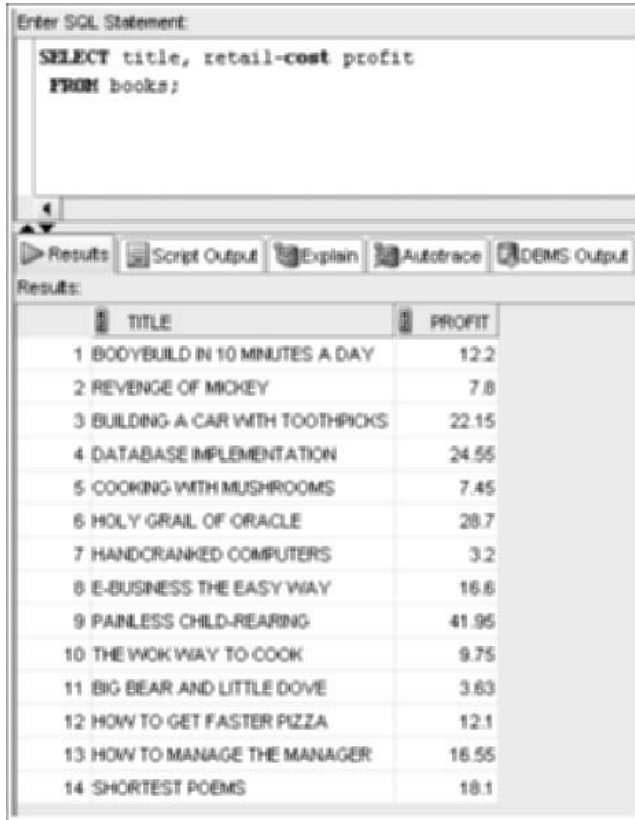 Enter SQL Statement:
SELECT title, retail-cost profit
FROM books;
Results Script Output Explain Autotrace DBMS Output
Results:
TITLE PROFIT
1 BODYBUILD IN 10 MINUTES A DAY 12.2
2 REVENGE OF MICKEY 7.8
3 BUILDING A CAR WITH TOOTHPICKS 22.15
4 DATABASE IMPLEMENTATION 24.55
5 COOKING WITH MUSHROOMS 7.45
6 HOLY GRAIL OF ORACLE 28.7
7 HANDCRANKED COMPUTERS 3.2
8 E-BUSINESS THE EASY WAY 16.6
9 PAINLESS CHILD-REARING 41.95
10 THE WOK WAY TO COOK 9.75
11 BIG BEAR AND LITTLE DOVE 3.63
12 HOW TO GET FASTER PIZZA 12.1
13 HOW TO MANAGE THE MANAGER 16.55
14 SHORTEST POEMS 18.1